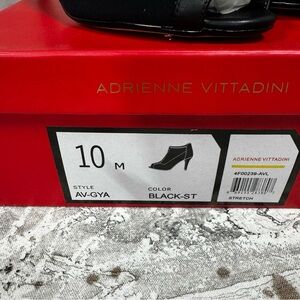 ADRIENNE VITTADINI
10 M
STYLE
AV-GYA
COLOR
BLACK-ST
ADRIENNE VITTADINI
4F00239-AVL
STRETCH